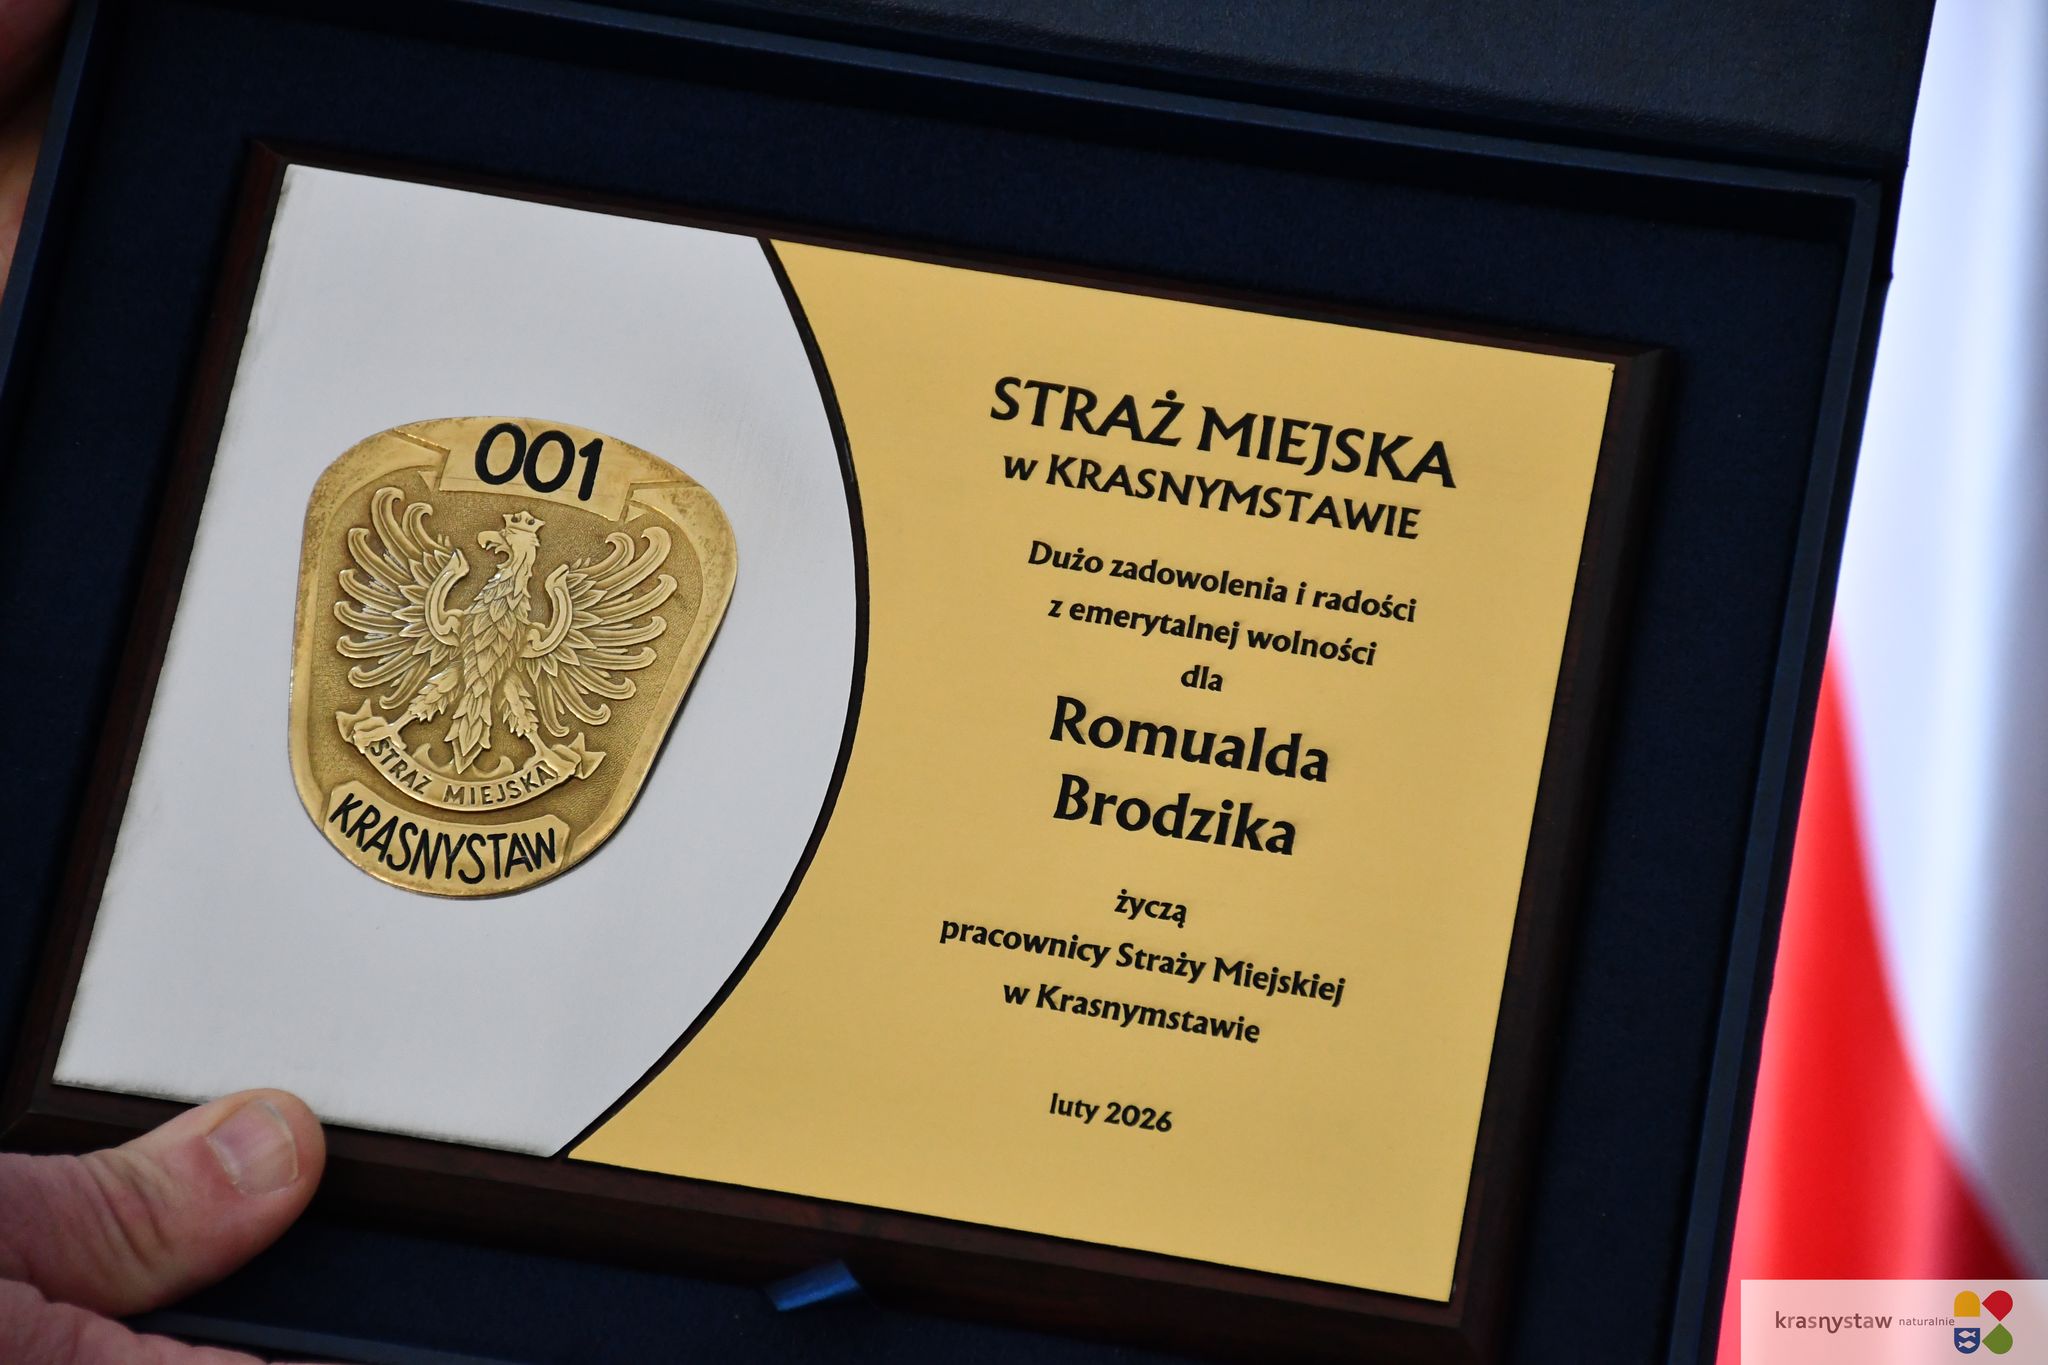 001
STRAŻ MIEJSKA
KRASNYSTAW
STRAŻ MIEJSKA
w KRASNYMSTAWIE
Dużo zadowolenia i radości
z emerytalnej wolności
dla
Romualda
Brodzika
życzą
pracownicy Straży Miejskiej
w Krasnymstawie
luty 2026
krasnystaw naturalnie